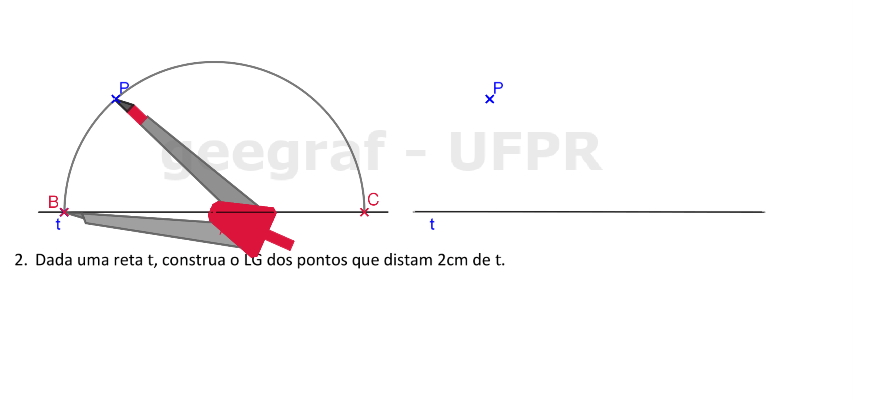 P
P
geegraf - UFPR
B
C
t
t
2. Dada uma reta t, construa o LG dos pontos que distam 2cm de t.